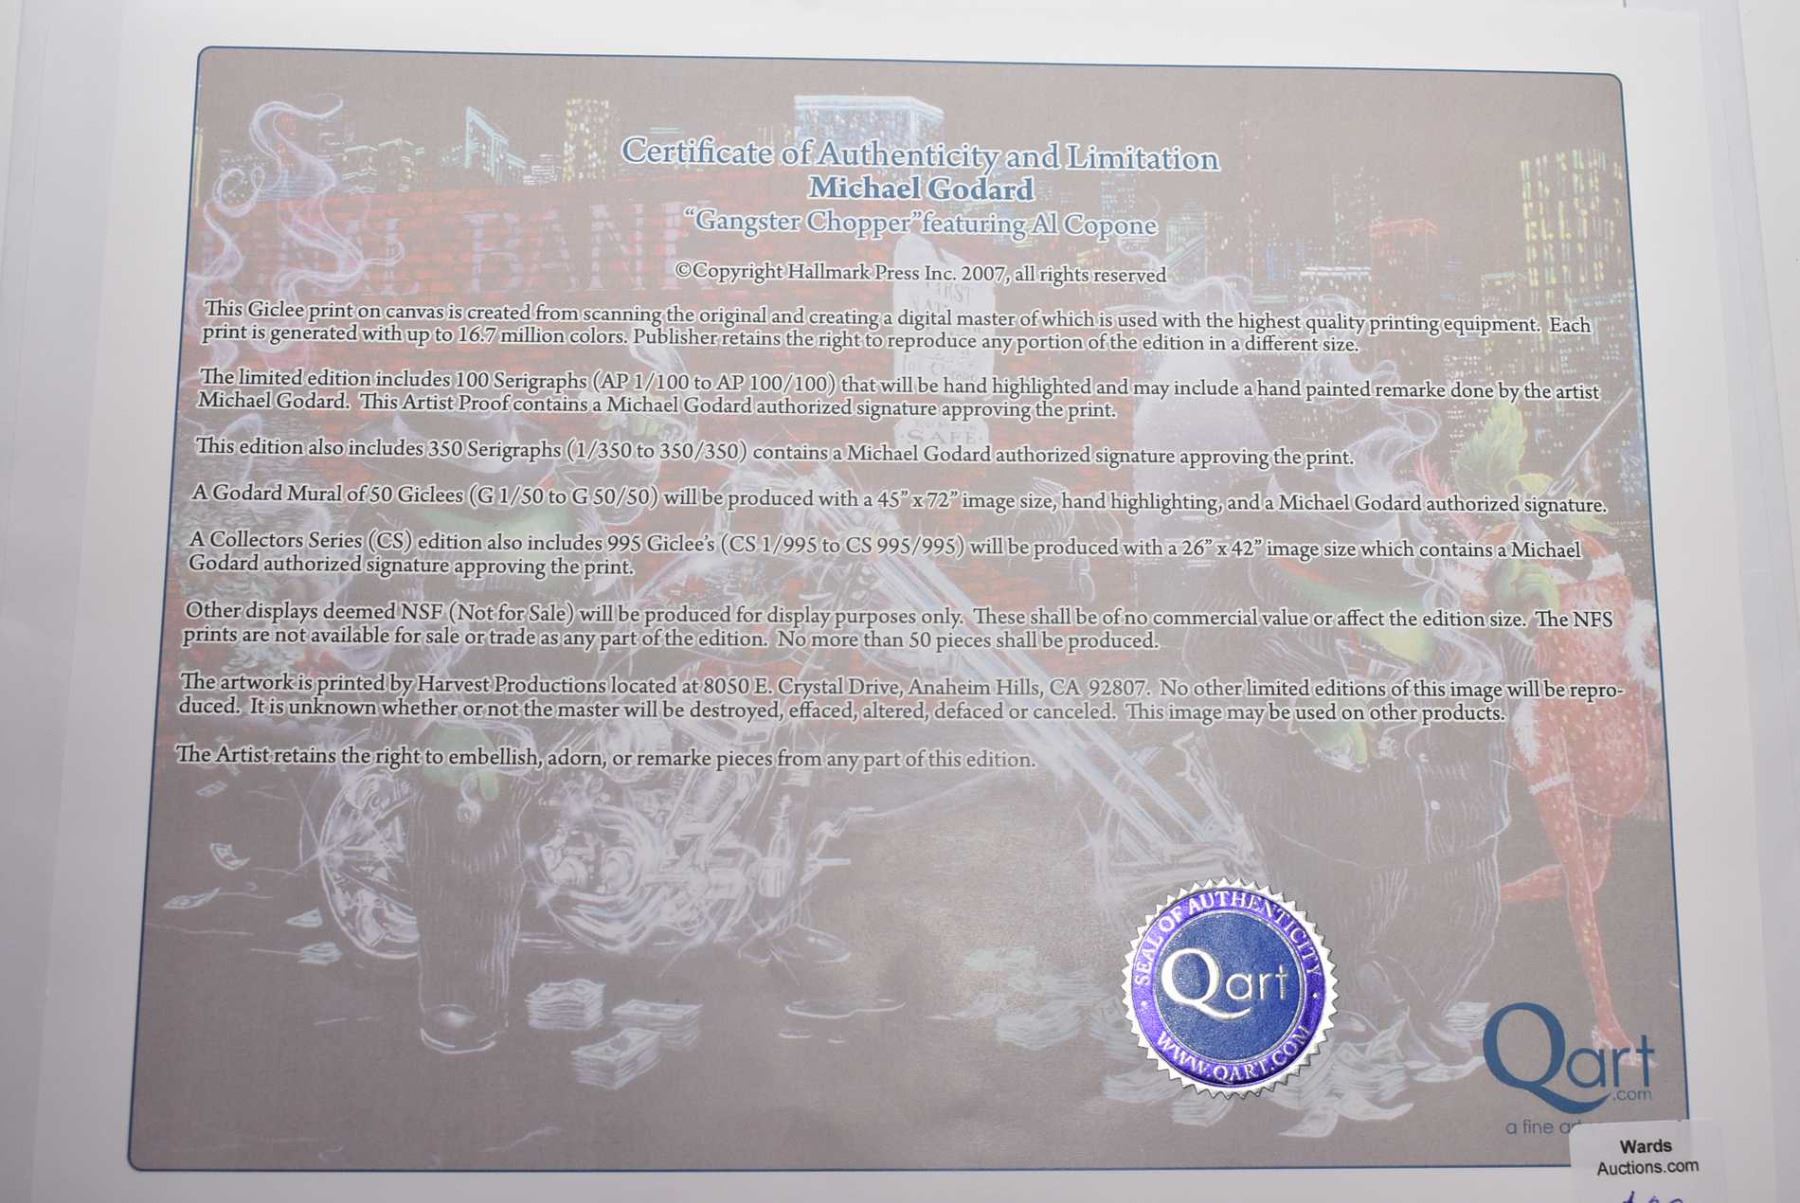 Certificate of Authenticity and Limitation
Michael Godard
“Gangster Chopper”featuring Al Copone
©Copyright Hallmark Press Inc. 2007, all rights reserved
This Giclee print on canvas is created from scanning the original and creating a digital master of which is used with the highest quality printing equipment. Each
print is generated with up to 16.7 million colors. Publisher retains the right to reproduce any portion of the edition in a different size.
The limited edition includes 100 Serigraphs (AP 1/100 to AP 100/100) that will be hand highlighted and may include a hand painted remarke done by the artist
Michael Godard. This Artist Proof contains a Michael Godard authorized signature approving the print.
This edition also includes 350 Serigraphs (1/350 to 350/350) contains a Michael Godard authorized signature approving the print.
A Godard Mural of 50 Giclees (G 1/50 to G 50/50) will be produced with a 45” x 72” image size, hand highlighting, and a Michael Godard authorized signature.
A Collectors Series (CS) edition also includes 995 Giclee's (CS 1/995 to CS 995/995) will be produced with a 26” x 42” image size which contains a Michael
Godard authorized signature approving the print.
Other displays deemed NSF (Not for Sale) will be produced for display purposes only. These shall be of no commercial value or affect the edition size. The NFS
prints are not available for sale or trade as any part of the edition. No more than 50 pieces shall be produced.
The artwork is printed by Harvest Productions located at 8050 E. Crystal Drive, Anaheim Hills, CA 92807. No other limited editions of this image will be repro-
duced. It is unknown whether or not the master will be destroyed, effaced, altered, defaced or canceled. This image may be used on other products.
The Artist retains the right to embellish, adorn, or remarke pieces from any part of this edition.
BANK
SAFE
SEAL OF AUTHENTICITY
Qart
WWW.QART.COM
Qart
.com
a fine
Wards
Auctions.com